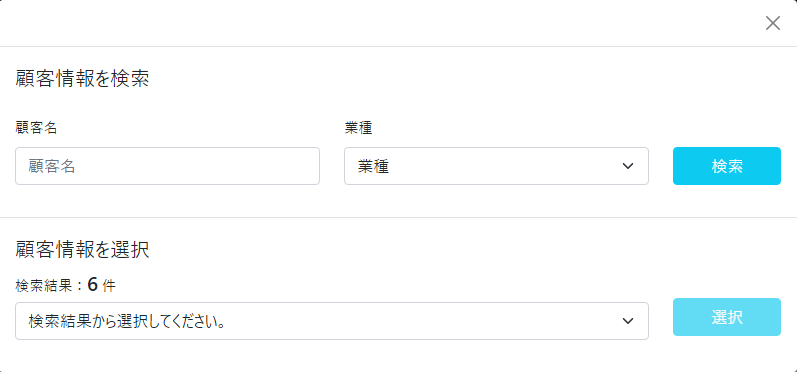 顧客情報を検索
顧客名 業種
顧客名 業種 検索
顧客情報を選択
検索結果：6 件
検索結果から選択してください。 選択